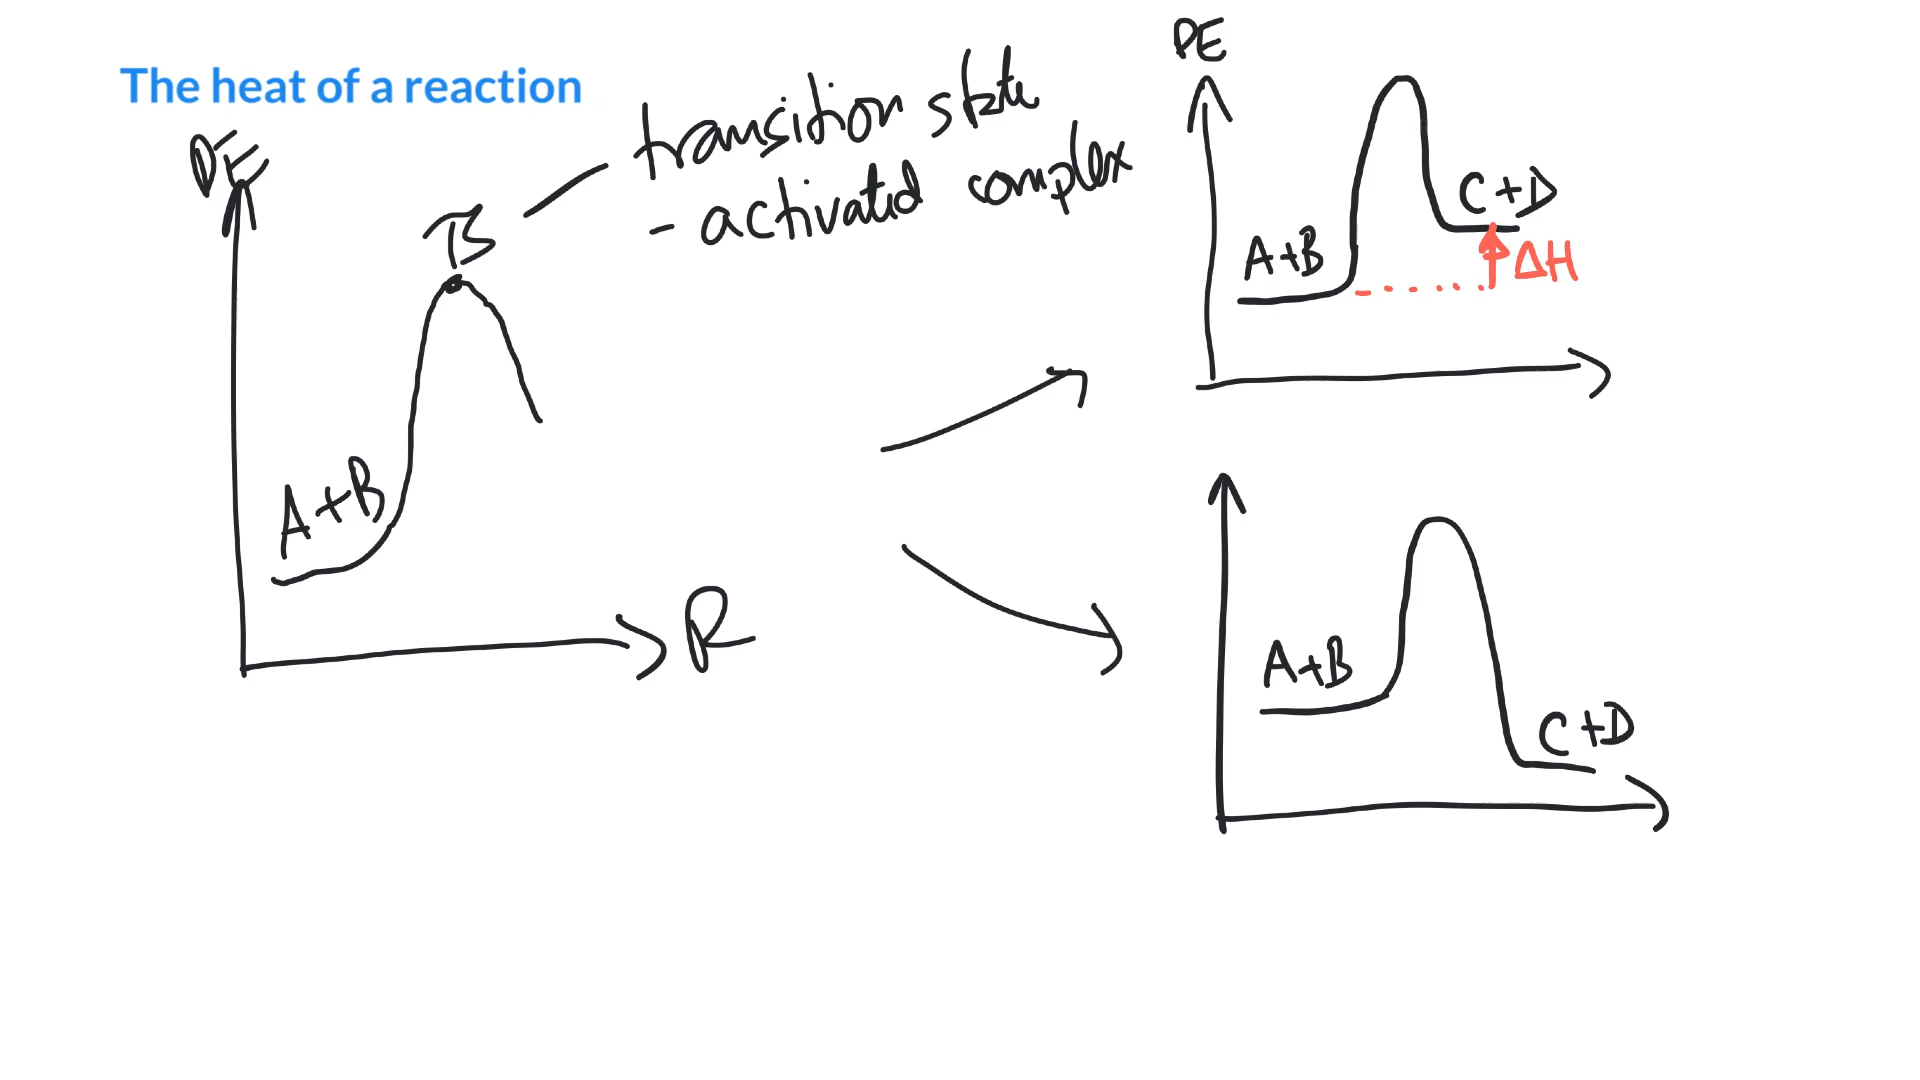 The heat of a reaction
PE
TS
transition state
- activated complex
A+B
R
PE
A+B
C+D
ΔH
A+B
C+D